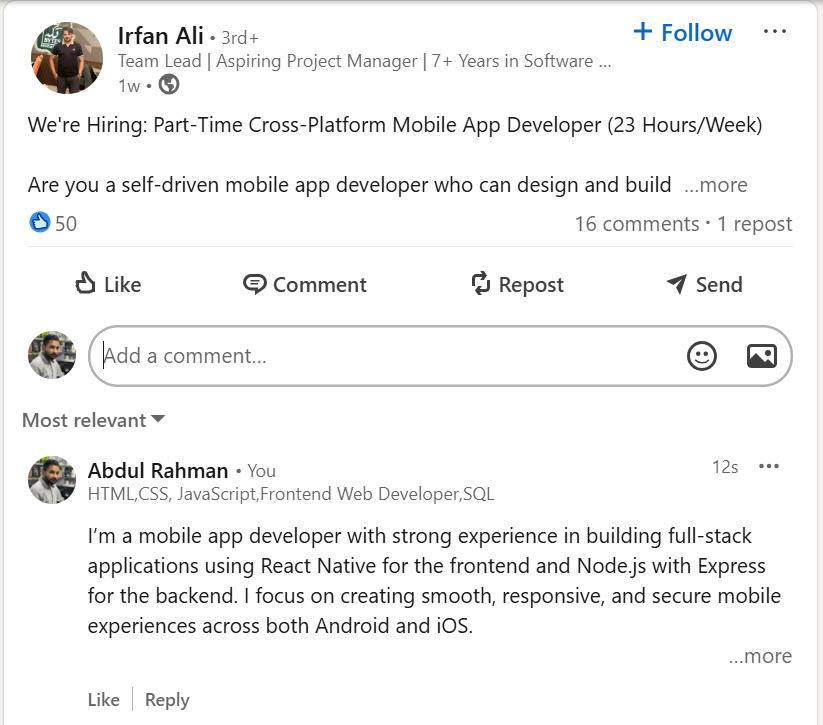 Irfan Ali • 3rd+
+ Follow
Team Lead | Aspiring Project Manager | 7+ Years in Software ...
1w •
We're Hiring: Part-Time Cross-Platform Mobile App Developer (23 Hours/Week)
Are you a self-driven mobile app developer who can design and build ...more
50
16 comments · 1 repost
Like Comment Repost Send
Add a comment...
Most relevant
Abdul Rahman • You
12s
HTML,CSS, JavaScript,Frontend Web Developer,SQL
I’m a mobile app developer with strong experience in building full-stack
applications using React Native for the frontend and Node.js with Express
for the backend. I focus on creating smooth, responsive, and secure mobile
experiences across both Android and iOS.
...more
Like Reply